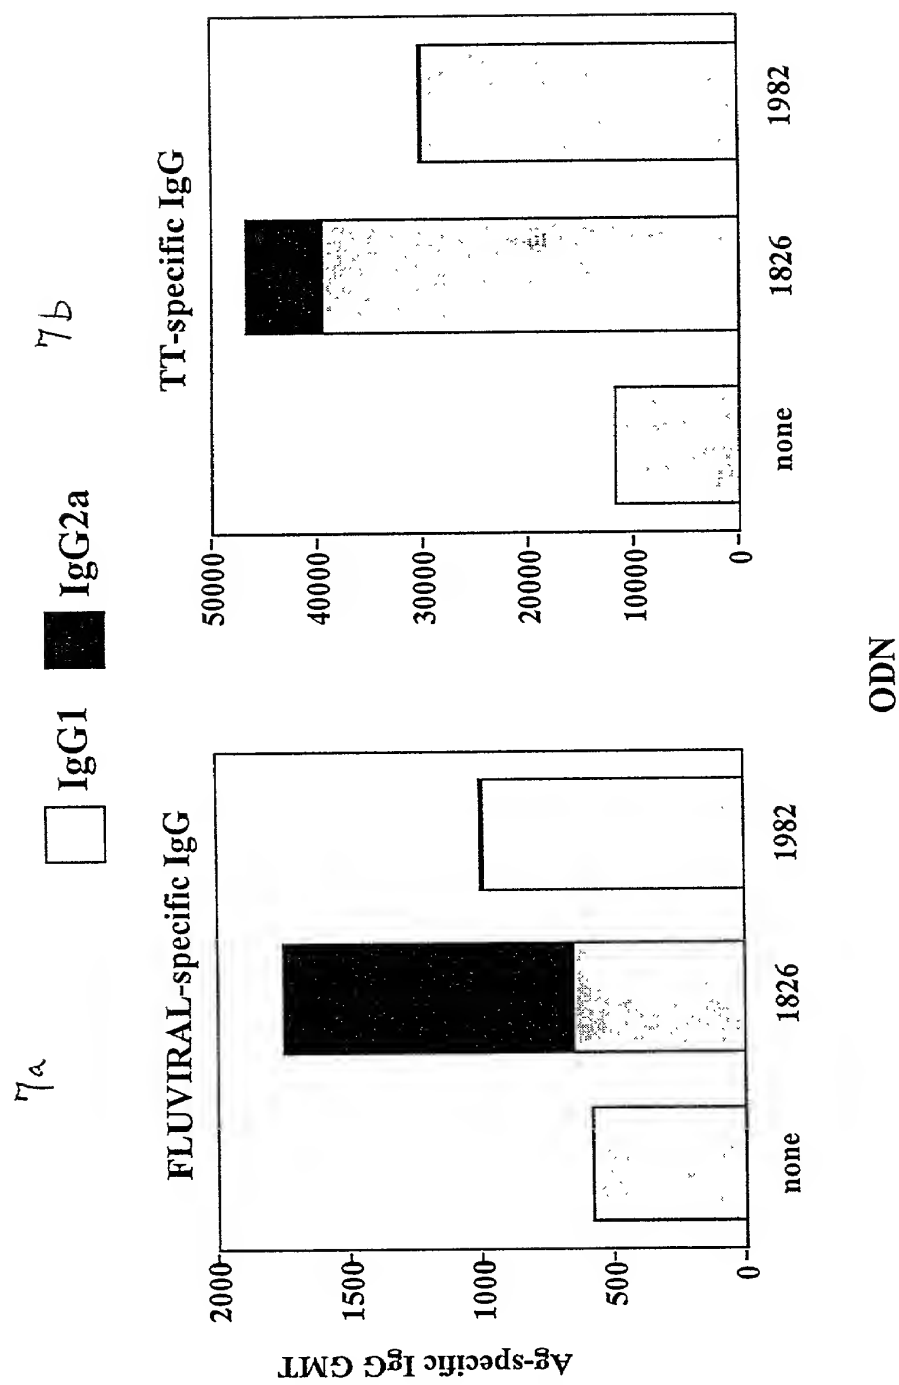 7a
7b
IgG1 IgG2a
FLUVIRAL-specific IgG
TT-specific IgG
Ag-specific IgG GMT
2000
1500
1000
500
0
none 1826 1982
50000
40000
30000
20000
10000
0
none 1826 1982
ODN